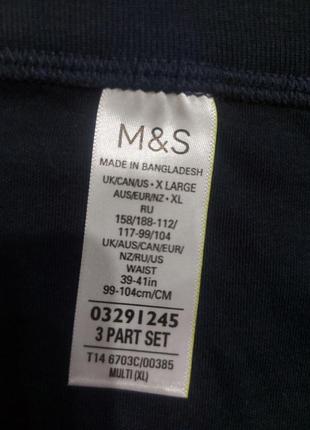 M&S
MADE IN BANGLADESH
UK/CAN/US • X LARGE
AUS/EUR/NZ • XL
RU
158/188-112/
117-99/104
UK/AUS/CAN/EUR/
NZ/RU/US
WAIST
39-41in
99-104cm/CM
03291245
3 PART SET
T14 6703C/00385
MULTI (XL)